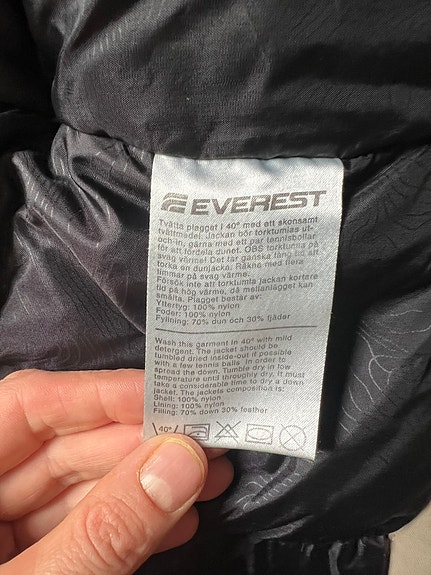 EVEREST
Tvätta plagget i 40° med ett skonsamt
tvättmedel. Jackan bör torktumlas ut-
och-in, gärna med ett par tennisbollar
för att fördela dunet. OBS torktumla på
svag värme! Det tar ganska lång tid att
torka en dunjacka. Räkna med flera
timmar på svag värme.
Försök inte att torktumla jackan kortare
tid på hög värme, då mellanlägget kan
smälta. Plagget består av:
Yttertyg: 100% nylon
Foder: 100% nylon
Fyllning: 70% dun och 30% fjäder
Wash this garment in 40° with mild
detergent. The jacket should be
tumbled dried inside-out if possible
with a few tennis balls in order to
spread the down. Tumble dry in low
temperature until throughly dry. It must
take a considerable time to dry a down
jacket. The jackets composition is:
Shell: 100% nylon
Lining: 100% nylon
Filling: 70% down 30% feather
40°